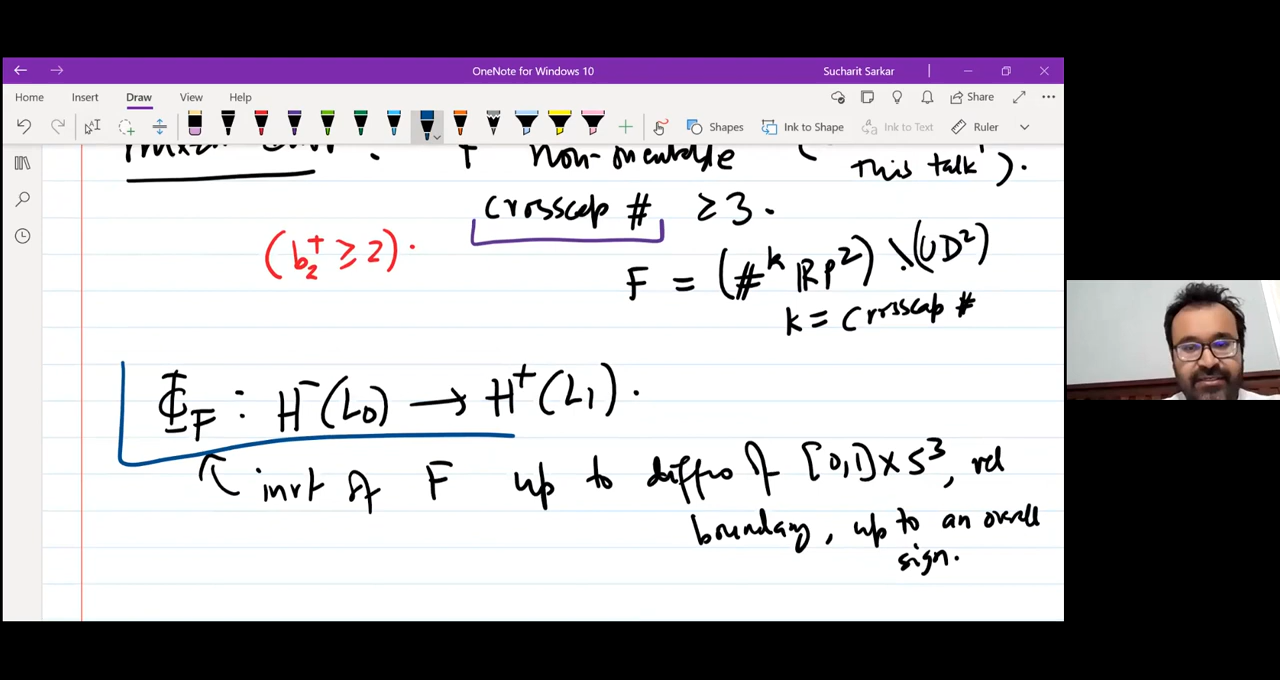 OneNote for Windows 10
Sucharit Sarkar
Home Insert Draw View Help
Share
Shapes Ink to Shape Ink to Text Ruler
F non-orientable (
this talk').
crosscap # ≥ 3.
(b₂⁺ ≥ 2).
F = (#ᵏ RP²) \ (∪D²)
k = crosscap #
Φ_F : H⁻(L₀) → H⁺(L₁).
invt of F up to diffeo of [0,1] × S³, rel
boundary, up to an overall
sign.